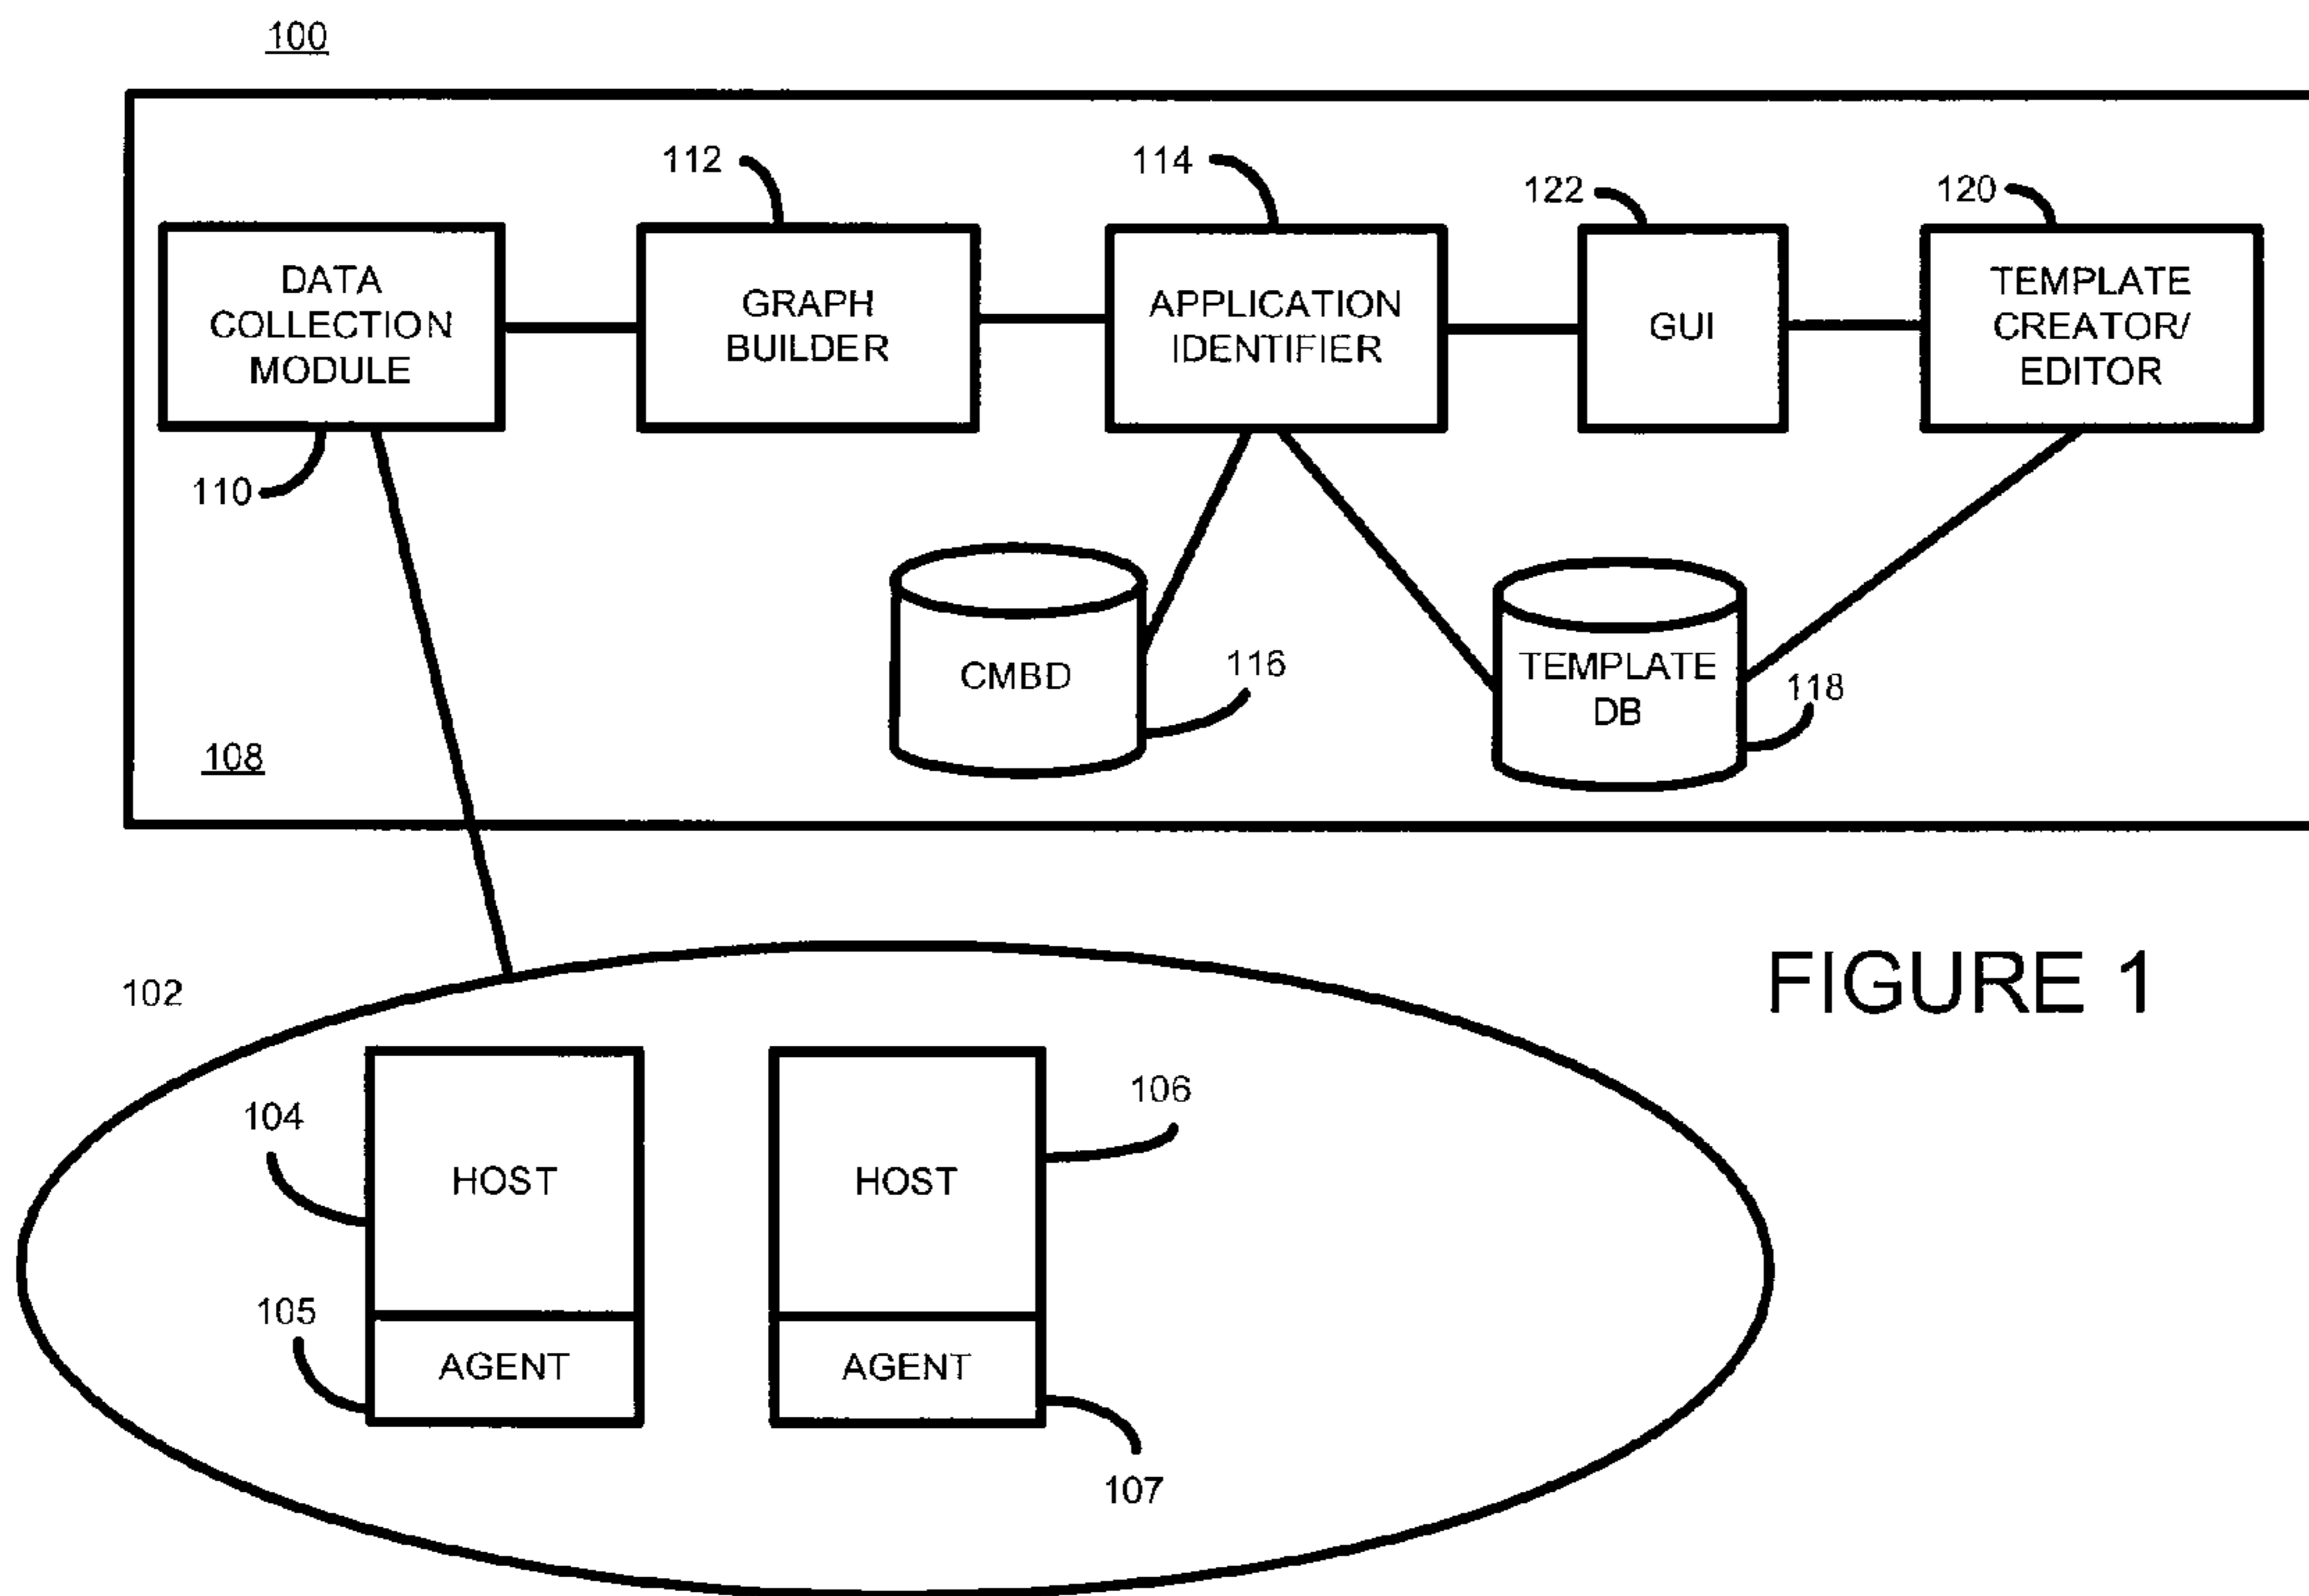 100
112
114
122
120
DATA
COLLECTION
MODULE
GRAPH
BUILDER
APPLICATION
IDENTIFIER
GUI
TEMPLATE
CREATOR/
EDITOR
110
CMBD
116
TEMPLATE
DB
118
108
FIGURE 1
102
104
HOST
HOST
106
105
AGENT
AGENT
107